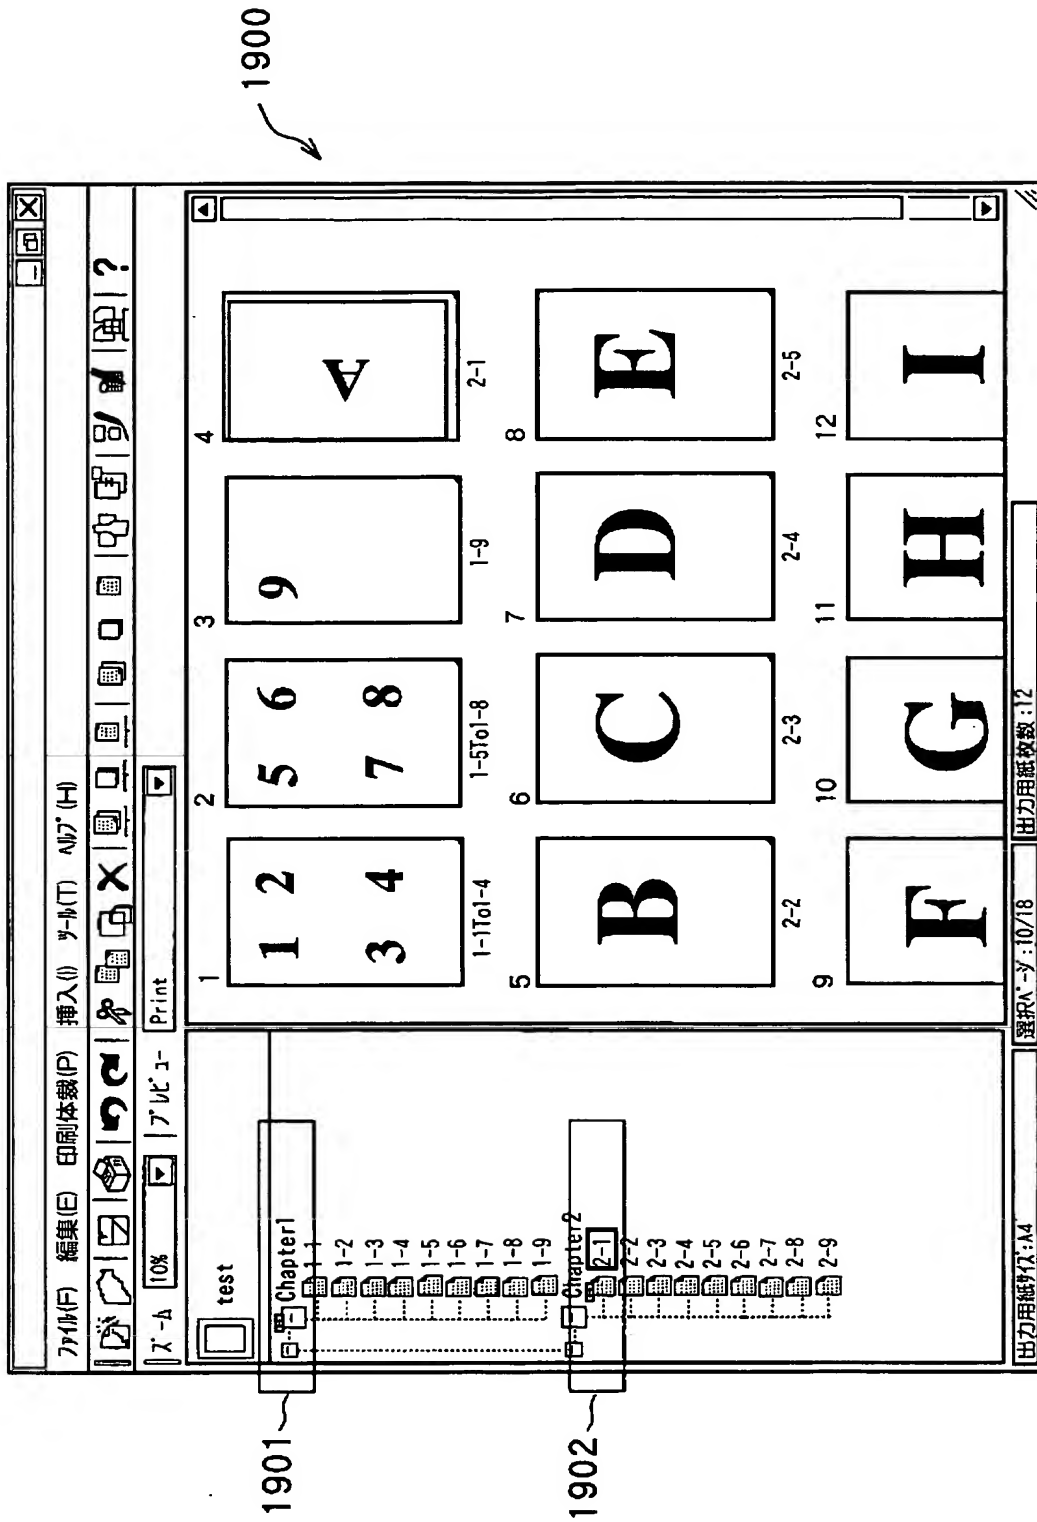 1900
ファイル(F) 編集(E) 印刷体裁(P) 挿入(I) ツール(T) ヘルプ(H)
?
ズーム 10% プレビュー Print
test
1901
Chapter1
1-1
1-2
1-3
1-4
1-5
1-6
1-7
1-8
1-9
1902
Chapter2
2-1
2-2
2-3
2-4
2-5
2-6
2-7
2-8
2-9
1 2 3 4
1 2 5 6 9 A
3 4 7 8
1-1To1-4 1-5To1-8 1-9 2-1
5 6 7 8
B C D E
2-2 2-3 2-4 2-5
9 10 11 12
F G H I
出力用紙サイズ:A4 選択ページ:10/18 出力用紙枚数:12